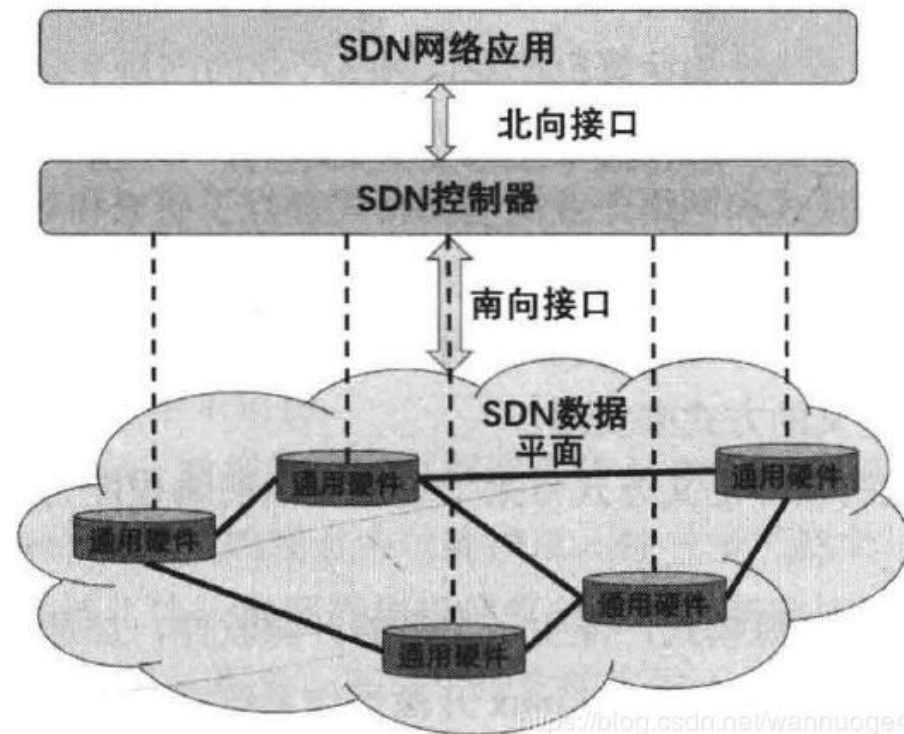 SDN网络应用
北向接口
SDN控制器
南向接口
SDN数据
平面
通用硬件
通用硬件
通用硬件
通用硬件
通用硬件
https://blog.csdn.net/wannuoge4